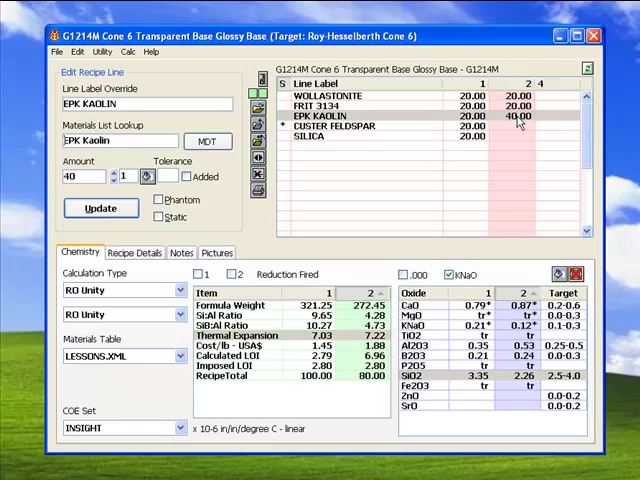 G1214M Cone 6 Transparent Base Glossy Base (Target: Roy-Hesselberth Cone 6)
File Edit Utility Calc Help
Edit Recipe Line
Line Label Override
EPK KAOLIN
Materials List Lookup
EPK Kaolin MDT
Amount Tolerance
40 1 Added
Update Phantom
Static
G1214M Cone 6 Transparent Base Glossy Base - G1214M 2
S Line Label 1 2 4
WOLLASTONITE 20.00 20.00
FRIT 3134 20.00 20.00
EPK KAOLIN 20.00 40.00
* CUSTER FELDSPAR 20.00
SILICA 20.00
Chemistry Recipe Details Notes Pictures
Calculation Type
RO Unity
RO Unity
Materials Table
LESSONS.XML
COE Set
INSIGHT x 10-6 in/in/degree C - linear
1 2 Reduction Fired
Item 1 2
Formula Weight 321.25 272.45
Si:Al Ratio 9.65 4.28
SiB:Al Ratio 10.27 4.73
Thermal Expansion 7.03 7.22
Cost/lb - USA$ 1.45 1.88
Calculated LOI 2.79 6.96
Imposed LOI 2.80 2.80
RecipeTotal 100.00 80.00
.000 KNaO
Oxide 1 2 Target
CaO 0.79* 0.87* 0.2-0.6
MgO tr* tr* 0.0-0.3
KNaO 0.21* 0.12* 0.1-0.3
TiO2 tr tr
Al2O3 0.35 0.53 0.25-0.5
B2O3 0.21 0.24 0.0-0.3
P2O5 tr tr
SiO2 3.35 2.26 2.5-4.0
Fe2O3 tr tr
ZnO 0.0-0.2
SrO 0.0-0.2